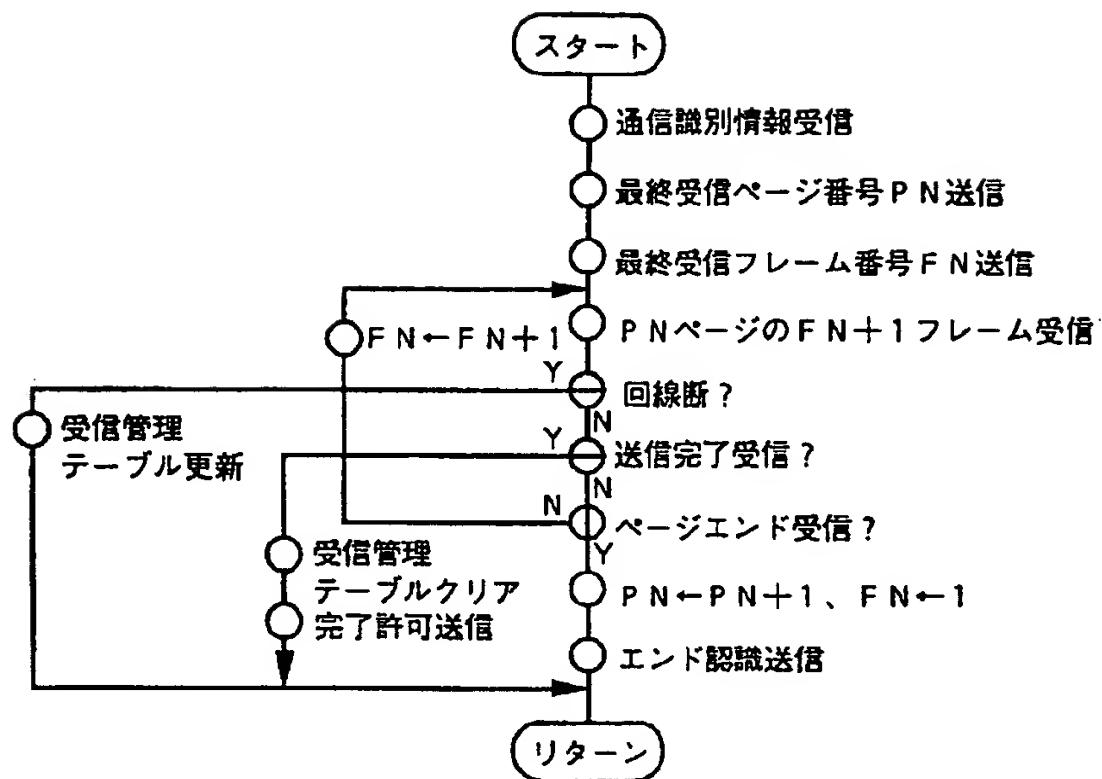 スタート
通信識別情報受信
最終受信ページ番号PN送信
最終受信フレーム番号FN送信
FN←FN+1
PNページのFN+1フレーム受信
Y
回線断?
N
受信管理
テーブル更新
Y
送信完了受信?
N
N
ページエンド受信?
Y
受信管理
テーブルクリア
PN←PN+1、FN←1
完了許可送信
エンド認識送信
リターン